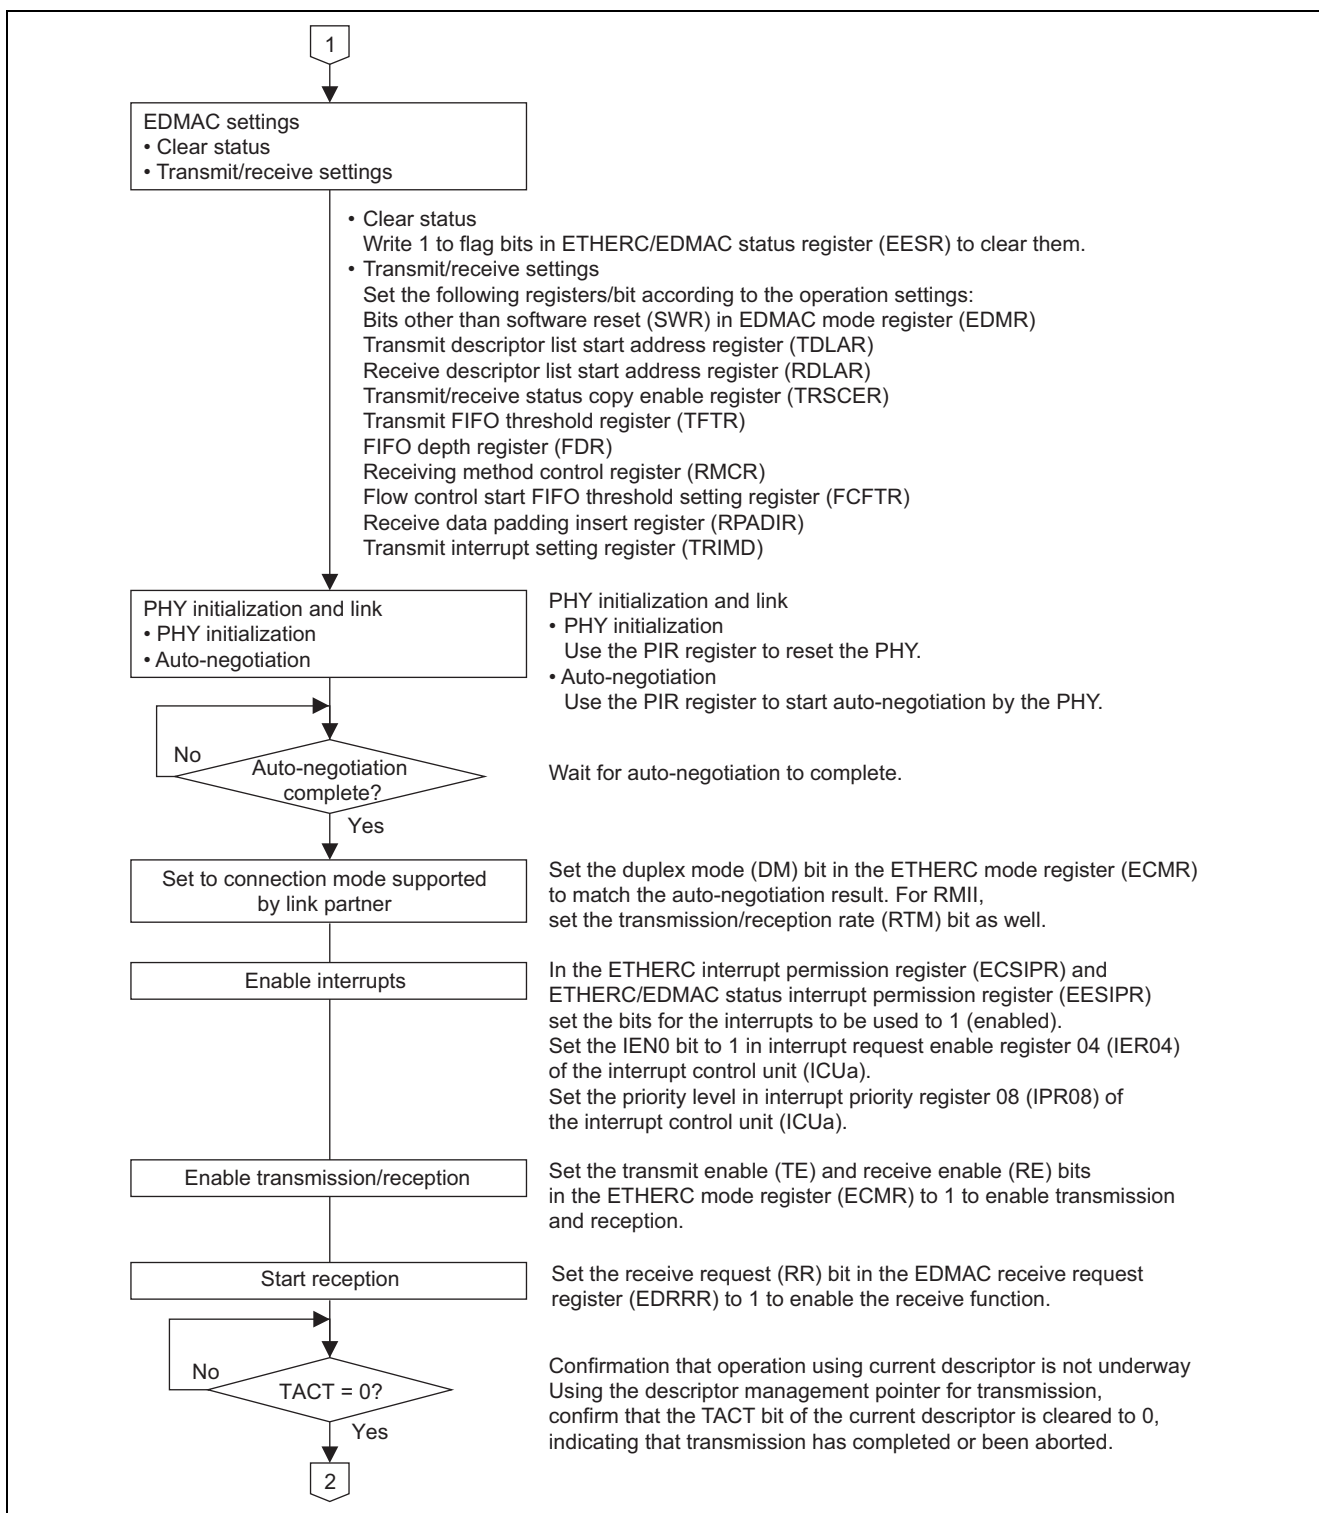 1
EDMAC settings
• Clear status
• Transmit/receive settings
• Clear status
Write 1 to flag bits in ETHERC/EDMAC status register (EESR) to clear them.
• Transmit/receive settings
Set the following registers/bit according to the operation settings:
Bits other than software reset (SWR) in EDMAC mode register (EDMR)
Transmit descriptor list start address register (TDLAR)
Receive descriptor list start address register (RDLAR)
Transmit/receive status copy enable register (TRSCER)
Transmit FIFO threshold register (TFTR)
FIFO depth register (FDR)
Receiving method control register (RMCR)
Flow control start FIFO threshold setting register (FCFTR)
Receive data padding insert register (RPADIR)
Transmit interrupt setting register (TRIMD)
PHY initialization and link
• PHY initialization
• Auto-negotiation
PHY initialization and link
• PHY initialization
Use the PIR register to reset the PHY.
• Auto-negotiation
Use the PIR register to start auto-negotiation by the PHY.
No
Auto-negotiation
complete?
Wait for auto-negotiation to complete.
Yes
Set to connection mode supported
by link partner
Set the duplex mode (DM) bit in the ETHERC mode register (ECMR)
to match the auto-negotiation result. For RMII,
set the transmission/reception rate (RTM) bit as well.
Enable interrupts
In the ETHERC interrupt permission register (ECSIPR) and
ETHERC/EDMAC status interrupt permission register (EESIPR)
set the bits for the interrupts to be used to 1 (enabled).
Set the IEN0 bit to 1 in interrupt request enable register 04 (IER04)
of the interrupt control unit (ICUa).
Set the priority level in interrupt priority register 08 (IPR08) of
the interrupt control unit (ICUa).
Enable transmission/reception
Set the transmit enable (TE) and receive enable (RE) bits
in the ETHERC mode register (ECMR) to 1 to enable transmission
and reception.
Start reception
Set the receive request (RR) bit in the EDMAC receive request
register (EDRRR) to 1 to enable the receive function.
No
TACT = 0?
Confirmation that operation using current descriptor is not underway
Using the descriptor management pointer for transmission,
confirm that the TACT bit of the current descriptor is cleared to 0,
indicating that transmission has completed or been aborted.
Yes
2